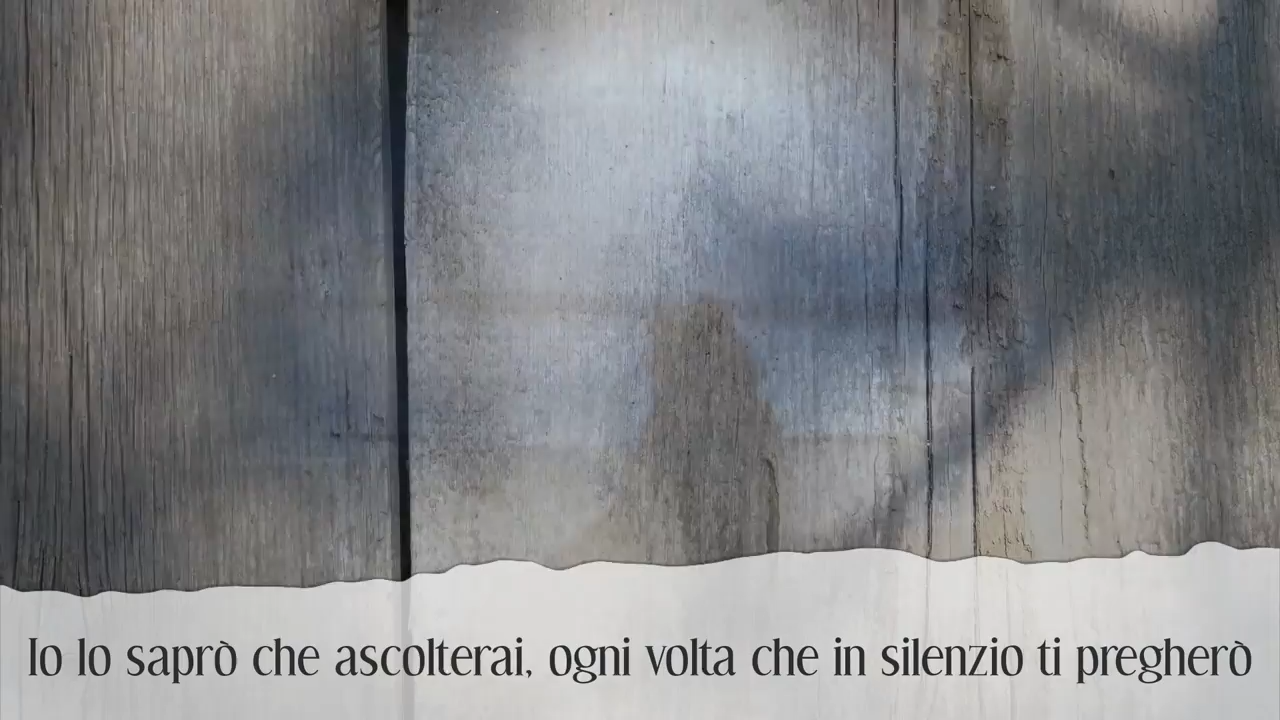 Io lo saprò che ascolterai, ogni volta che in silenzio ti pregherò